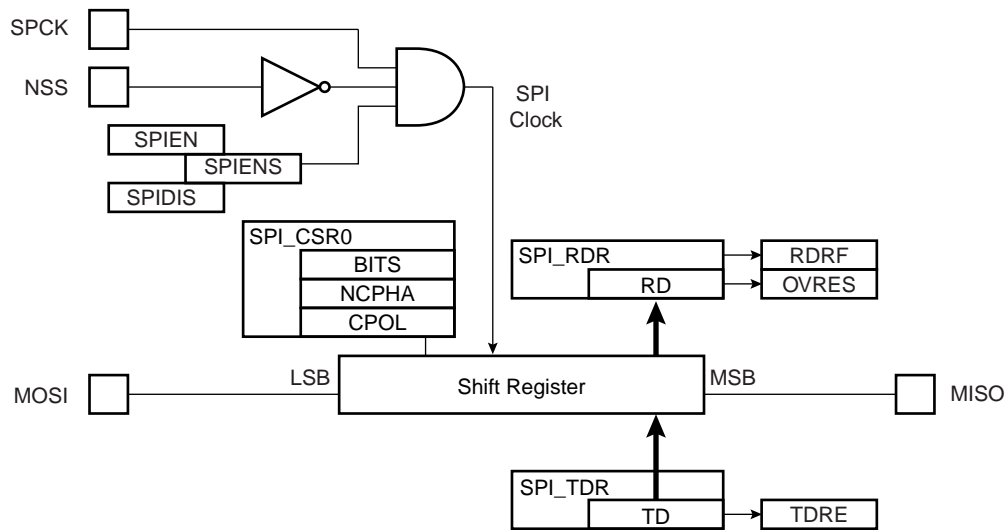 SPCK
NSS
SPI
Clock
SPIEN
SPIENS
SPIDIS
SPI_CSR0
BITS
NCPHA
CPOL
SPI_RDR
RD
RDRF
OVRES
MOSI
LSB
Shift Register
MSB
MISO
SPI_TDR
TD
TDRE